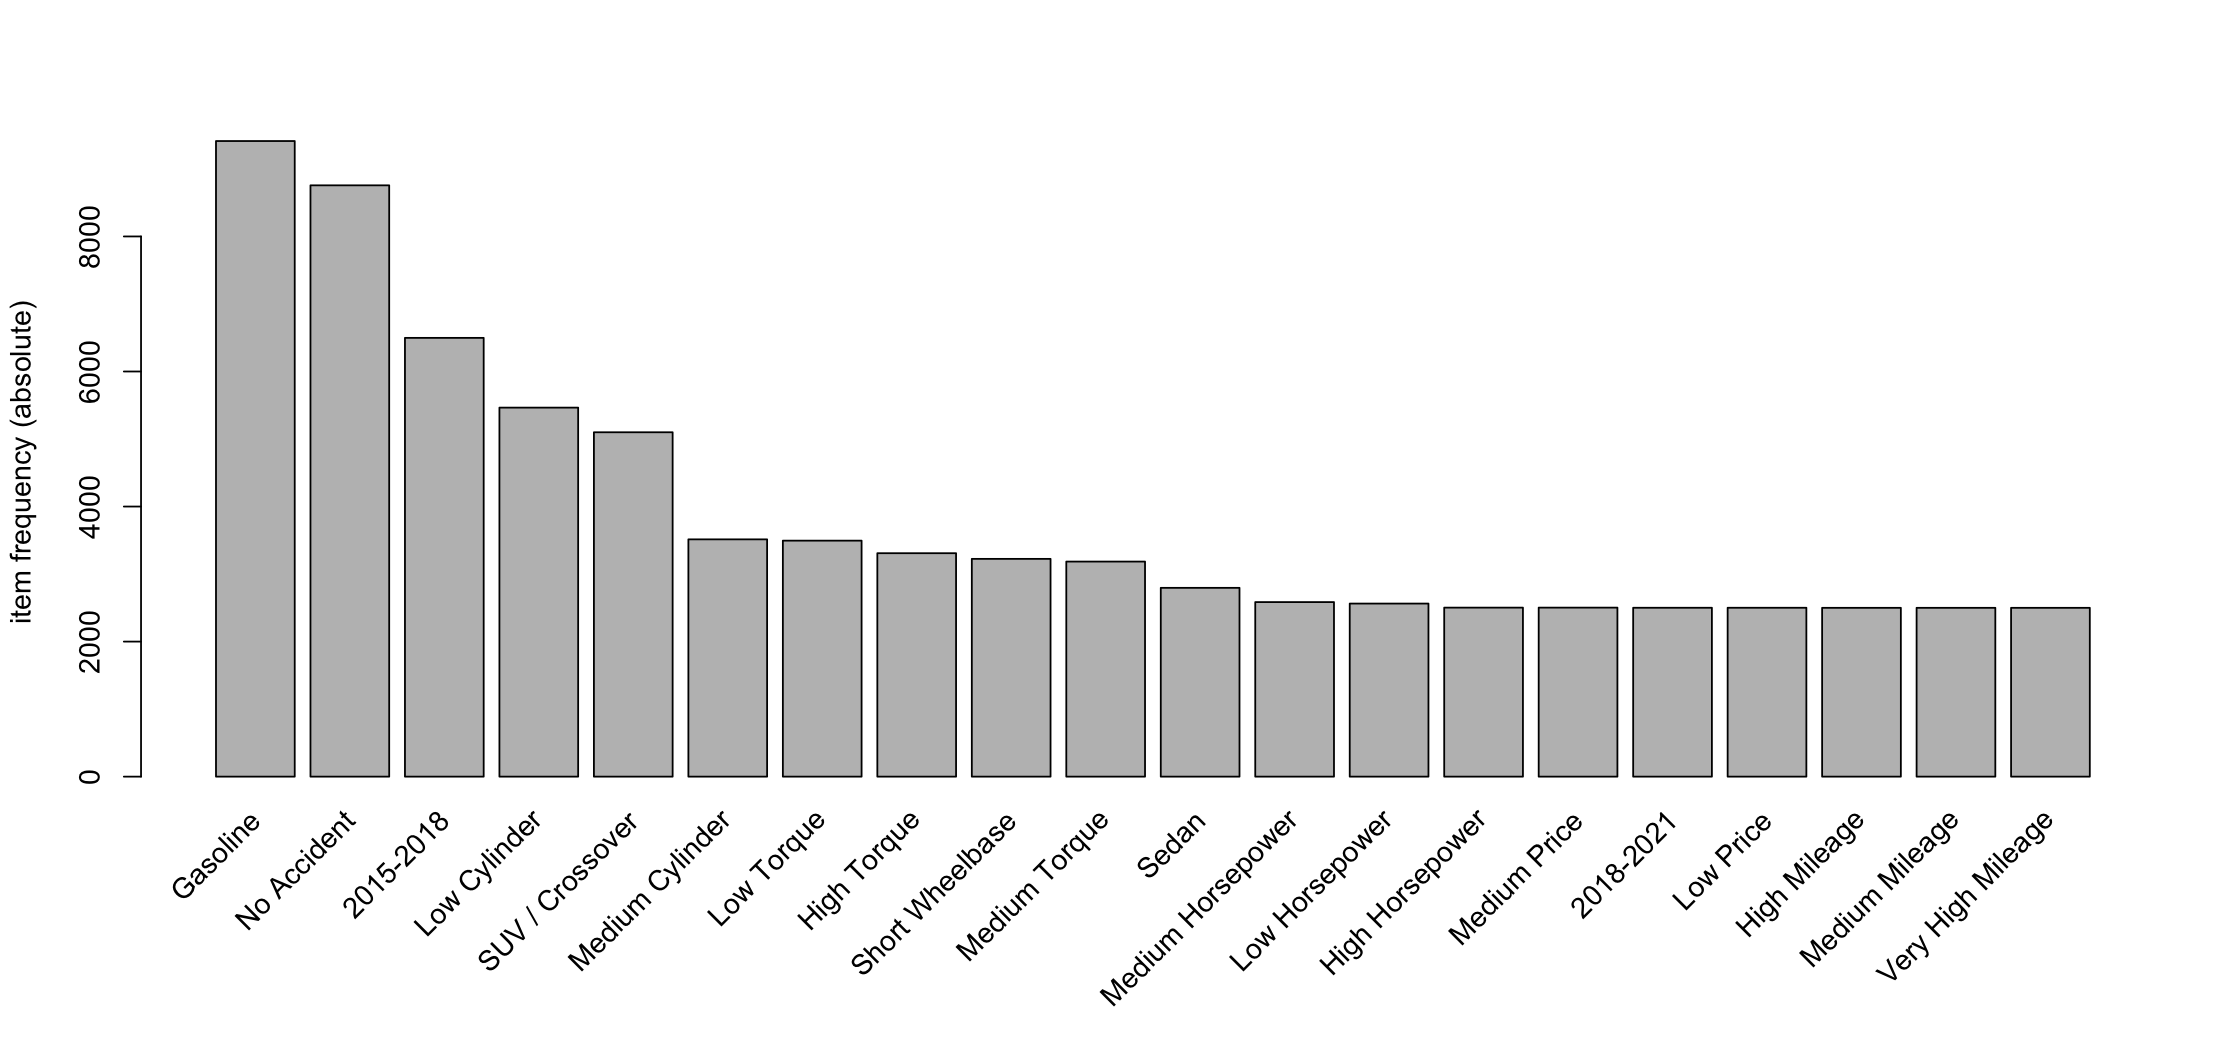 item frequency (absolute)
8000
6000
4000
2000
0
Gasoline
No Accident
2015-2018
Low Cylinder
SUV / Crossover
Medium Cylinder
Low Torque
High Torque
Short Wheelbase
Medium Torque
Sedan
Medium Horsepower
Low Horsepower
High Horsepower
Medium Price
2018-2021
Low Price
High Mileage
Medium Mileage
Very High Mileage